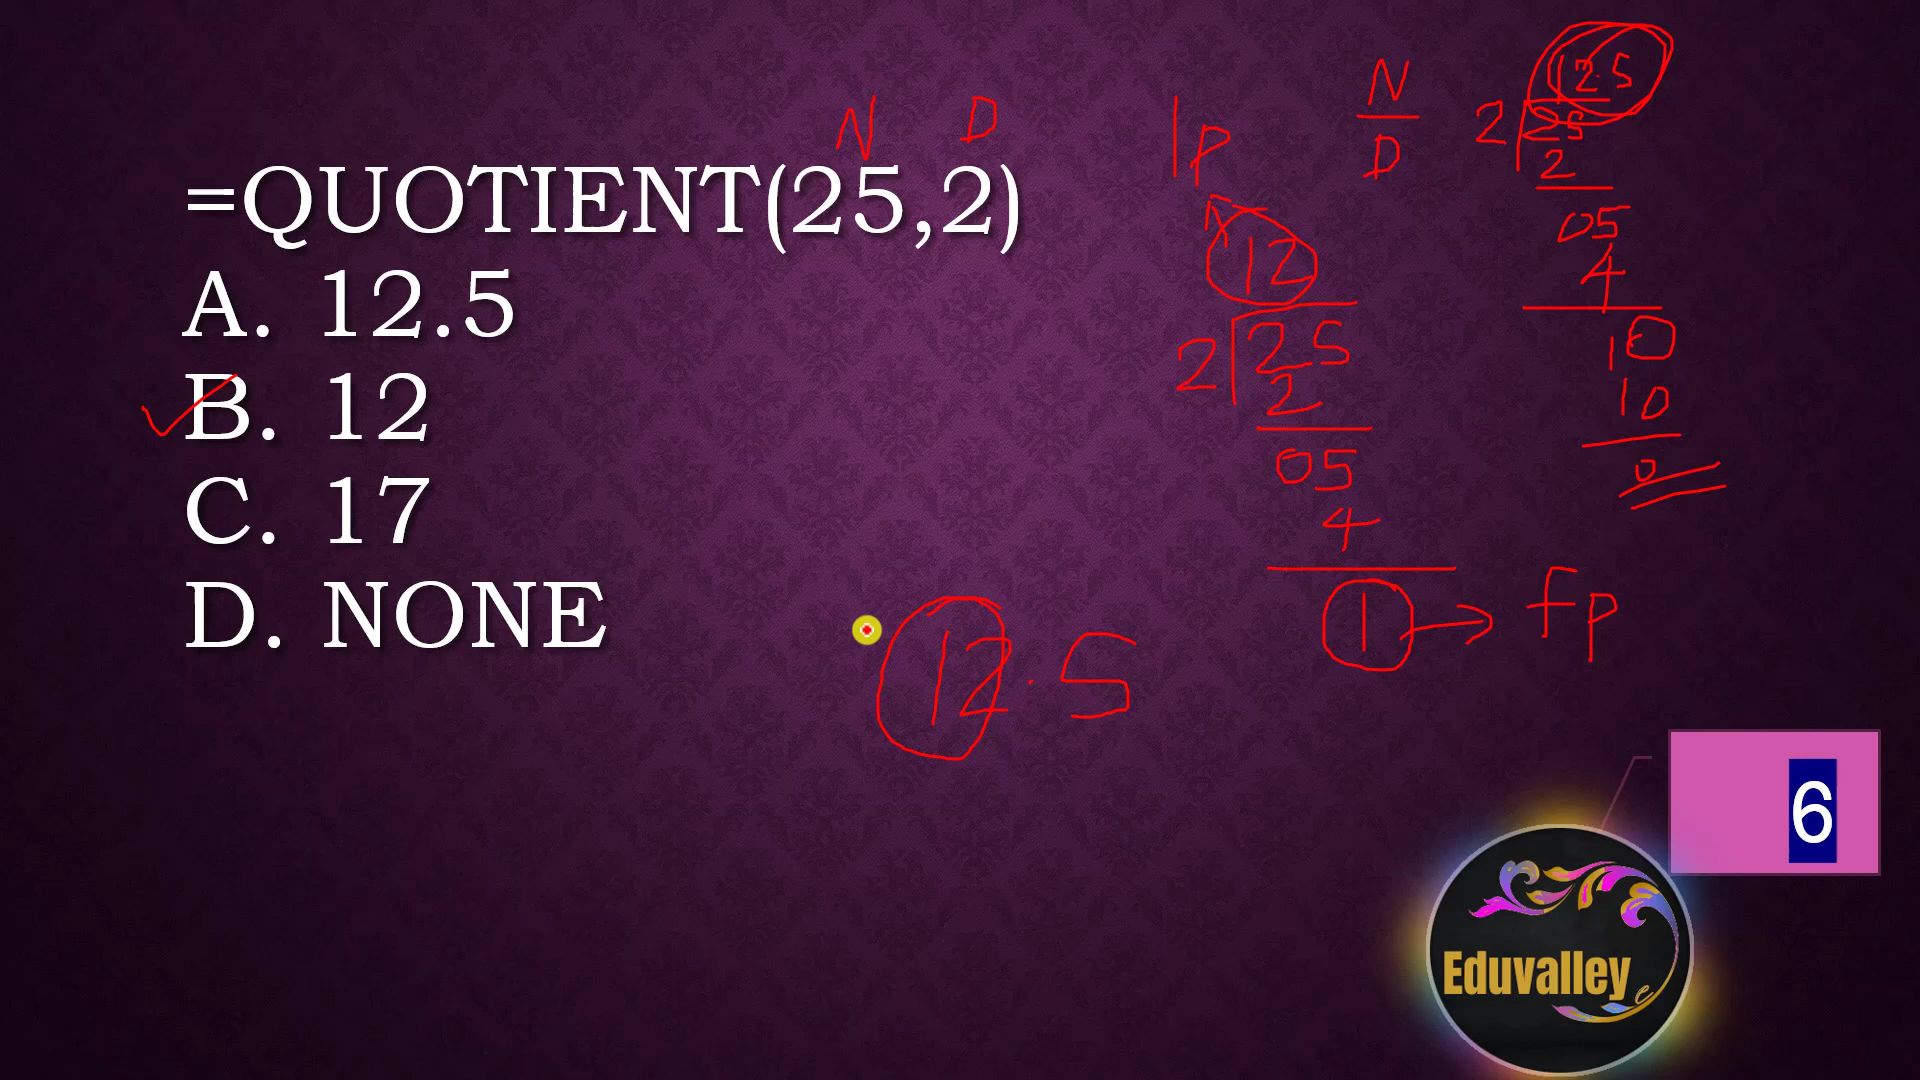 N D
=QUOTIENT(25,2)
A. 12.5
B. 12
C. 17
D. NONE
Ip
12
2 25
2
05
4
1 → fp
N
D
12.5
2 25
2
05
4
10
10
0
12.5
6
Eduvalley
e